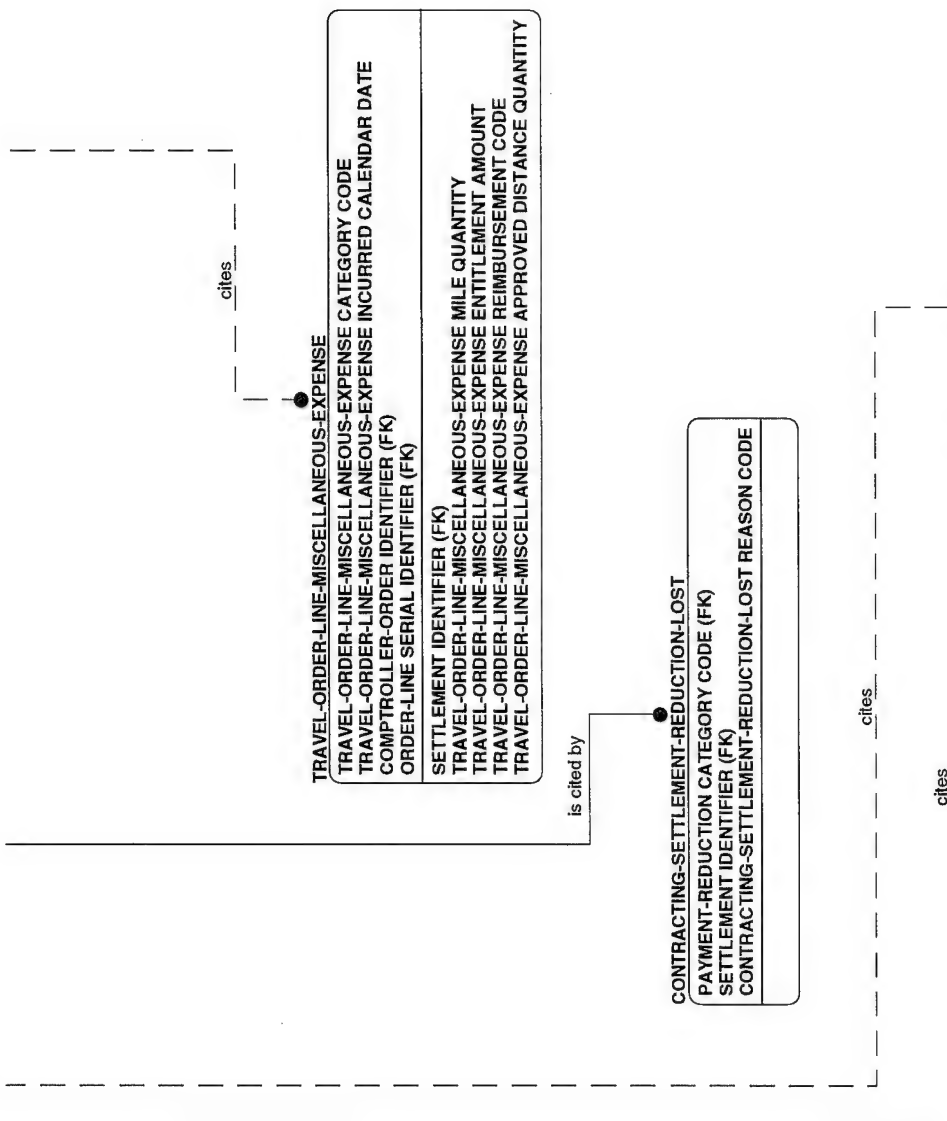 cites
TRAVEL-ORDER-LINE-MISCELLANEOUS-EXPENSE
TRAVEL-ORDER-LINE-MISCELLANEOUS-EXPENSE CATEGORY CODE
TRAVEL-ORDER-LINE-MISCELLANEOUS-EXPENSE INCURRED CALENDAR DATE
COMPTROLLER-ORDER IDENTIFIER (FK)
ORDER-LINE SERIAL IDENTIFIER (FK)
SETTLEMENT IDENTIFIER (FK)
TRAVEL-ORDER-LINE-MISCELLANEOUS-EXPENSE MILE QUANTITY
TRAVEL-ORDER-LINE-MISCELLANEOUS-EXPENSE ENTITLEMENT AMOUNT
TRAVEL-ORDER-LINE-MISCELLANEOUS-EXPENSE REIMBURSEMENT CODE
TRAVEL-ORDER-LINE-MISCELLANEOUS-EXPENSE APPROVED DISTANCE QUANTITY
is cited by
CONTRACTING-SETTLEMENT-REDUCTION-LOST
PAYMENT-REDUCTION CATEGORY CODE (FK)
SETTLEMENT IDENTIFIER (FK)
CONTRACTING-SETTLEMENT-REDUCTION-LOST REASON CODE
cites
cites